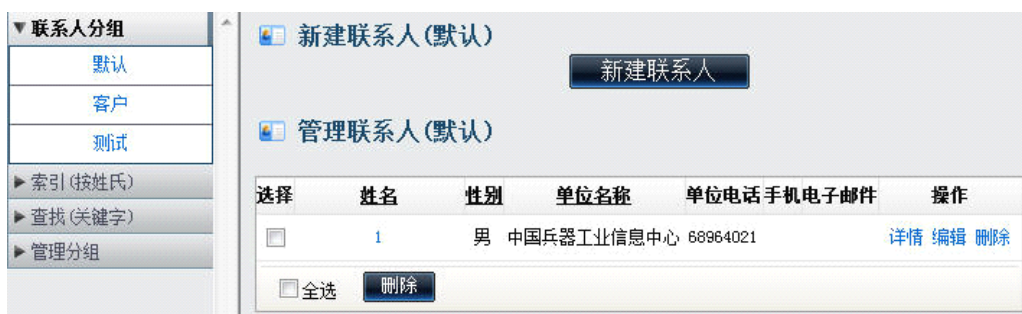 联系人分组
默认
客户
测试
索引(按姓氏)
查找(关键字)
管理分组
新建联系人(默认)
新建联系人
管理联系人(默认)
选择 姓名 性别 单位名称 单位电话 手机 电子邮件 操作
1 男 中国兵器工业信息中心 68964021 详情 编辑 删除
全选 删除